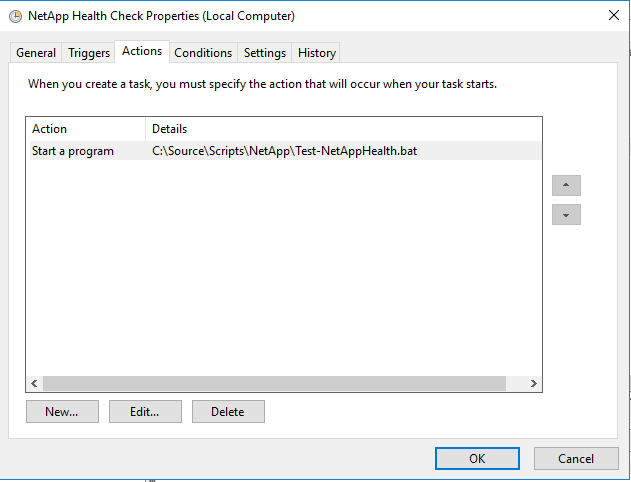 NetApp Health Check Properties (Local Computer)
General Triggers Actions Conditions Settings History
When you create a task, you must specify the action that will occur when your task starts.
Action Details
Start a program C:\Source\Scripts\NetApp\Test-NetAppHealth.bat
New... Edit... Delete
OK Cancel